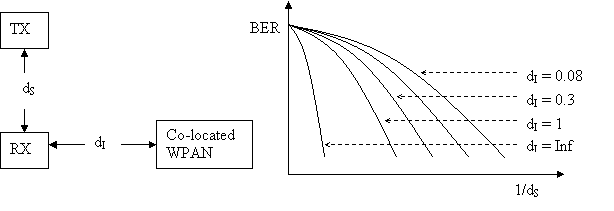 TX
dS
RX
dI
Co-located
WPAN
BER
dI = 0.08
dI = 0.3
dI = 1
dI = Inf
1/dS